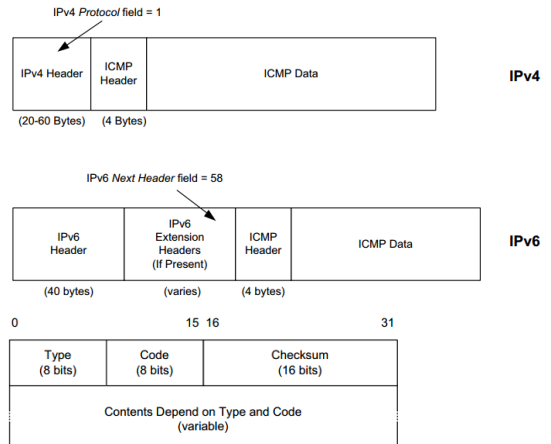 IPv4 Protocol field = 1
IPv4 Header
ICMP
Header
ICMP Data
IPv4
(20-60 Bytes)
(4 Bytes)
IPv6 Next Header field = 58
IPv6
Header
IPv6
Extension
Headers
(If Present)
ICMP
Header
ICMP Data
IPv6
(40 bytes)
(varies)
(4 bytes)
0 15 16 31
Type
(8 bits)
Code
(8 bits)
Checksum
(16 bits)
Contents Depend on Type and Code
(variable)